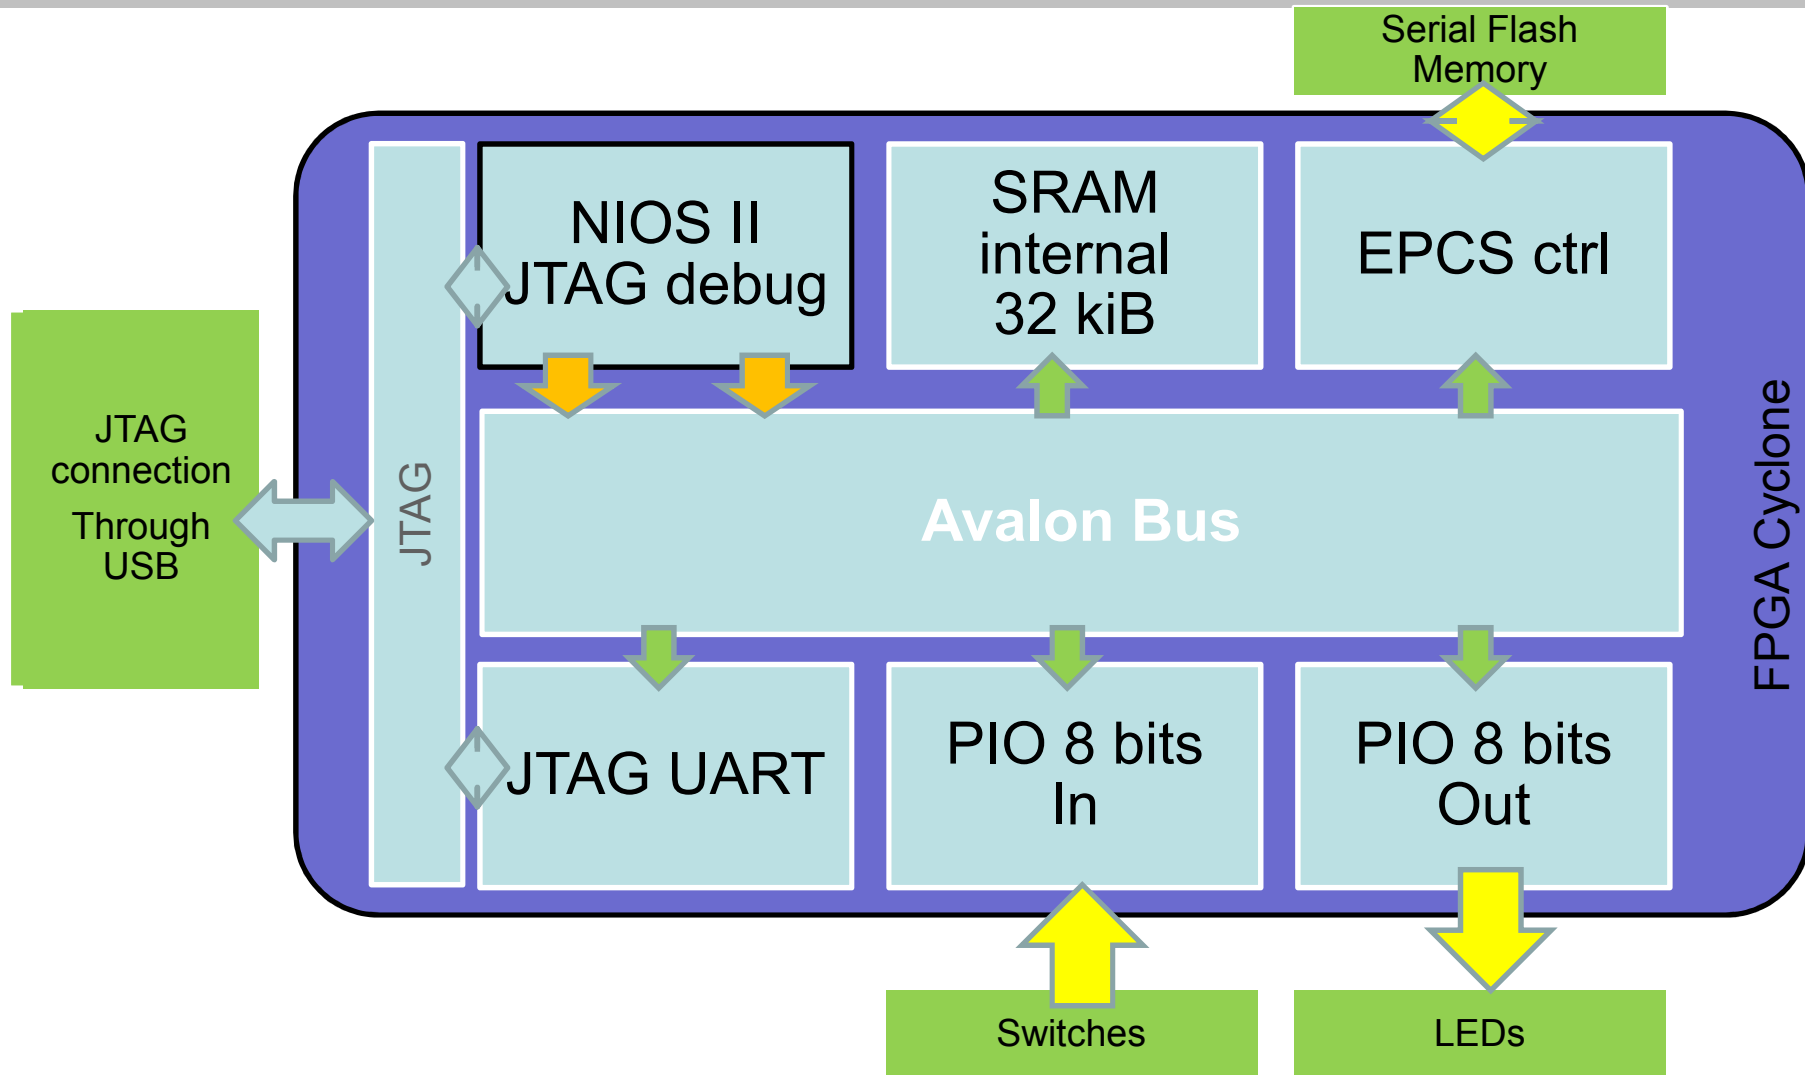 Serial Flash
Memory
NIOS II
JTAG debug
SRAM
internal
32 kiB
EPCS ctrl
JTAG
connection
Through
USB
JTAG
Avalon Bus
FPGA Cyclone
JTAG UART
PIO 8 bits
In
PIO 8 bits
Out
Switches
LEDs